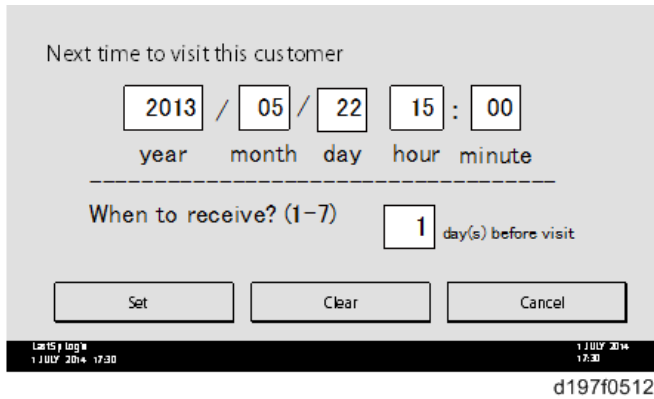 Next time to visit this customer
2013 / 05 / 22 15 : 00
year month day hour minute
When to receive? (1-7) 1 day(s) before visit
Set Clear Cancel
1 JULY 2014
1 JULY 2014 17:30 17:30
d197f0512